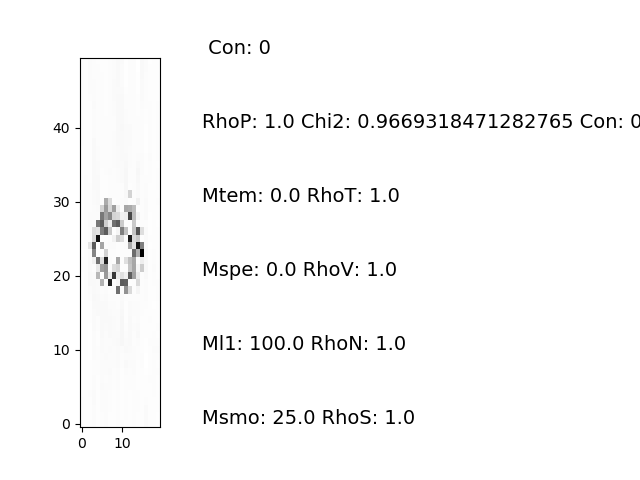 Con: 0
RhoP: 1.0 Chi2: 0.9669318471282765 Con: 0
Mtem: 0.0 RhoT: 1.0
Mspe: 0.0 RhoV: 1.0
Ml1: 100.0 RhoN: 1.0
Msmo: 25.0 RhoS: 1.0
40
30
20
10
0
0 10